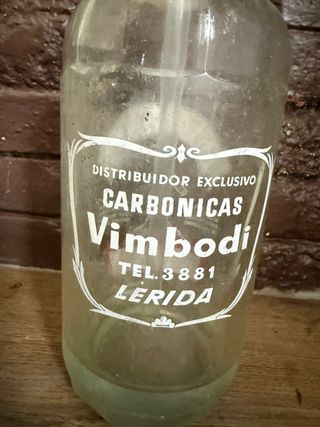 DISTRIBUIDOR EXCLUSIVO
CARBONICAS
Vimbodi
TEL. 3881
LERIDA